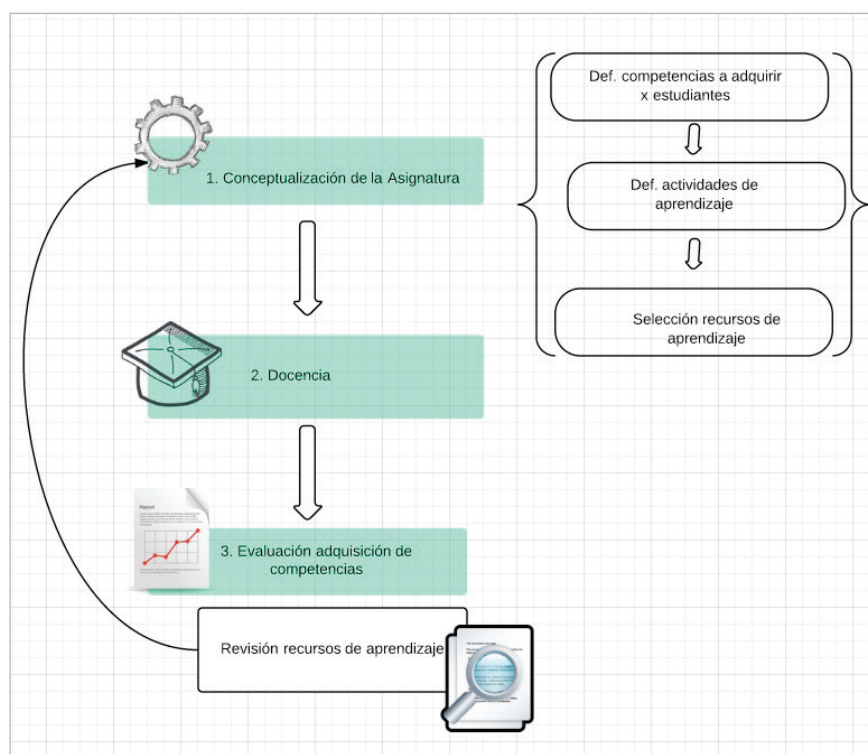 1. Conceptualización de la Asignatura
2. Docencia
Report
3. Evaluación adquisición de
competencias
Revisión recursos de aprendizaje
Def. competencias a adquirir
x estudiantes
Def. actividades de
aprendizaje
Selección recursos de
aprendizaje